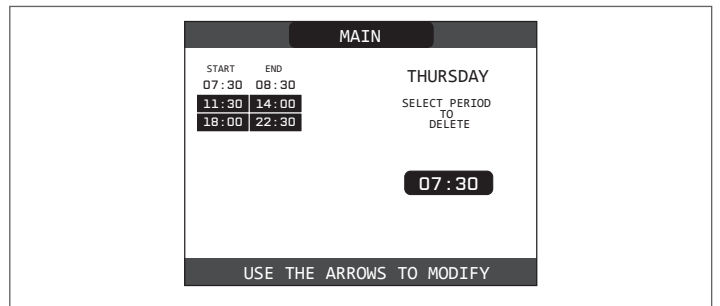 MAIN
START END
07:30 08:30
11:30 14:00
18:00 22:30
THURSDAY
SELECT PERIOD
TO
DELETE
07:30
USE THE ARROWS TO MODIFY